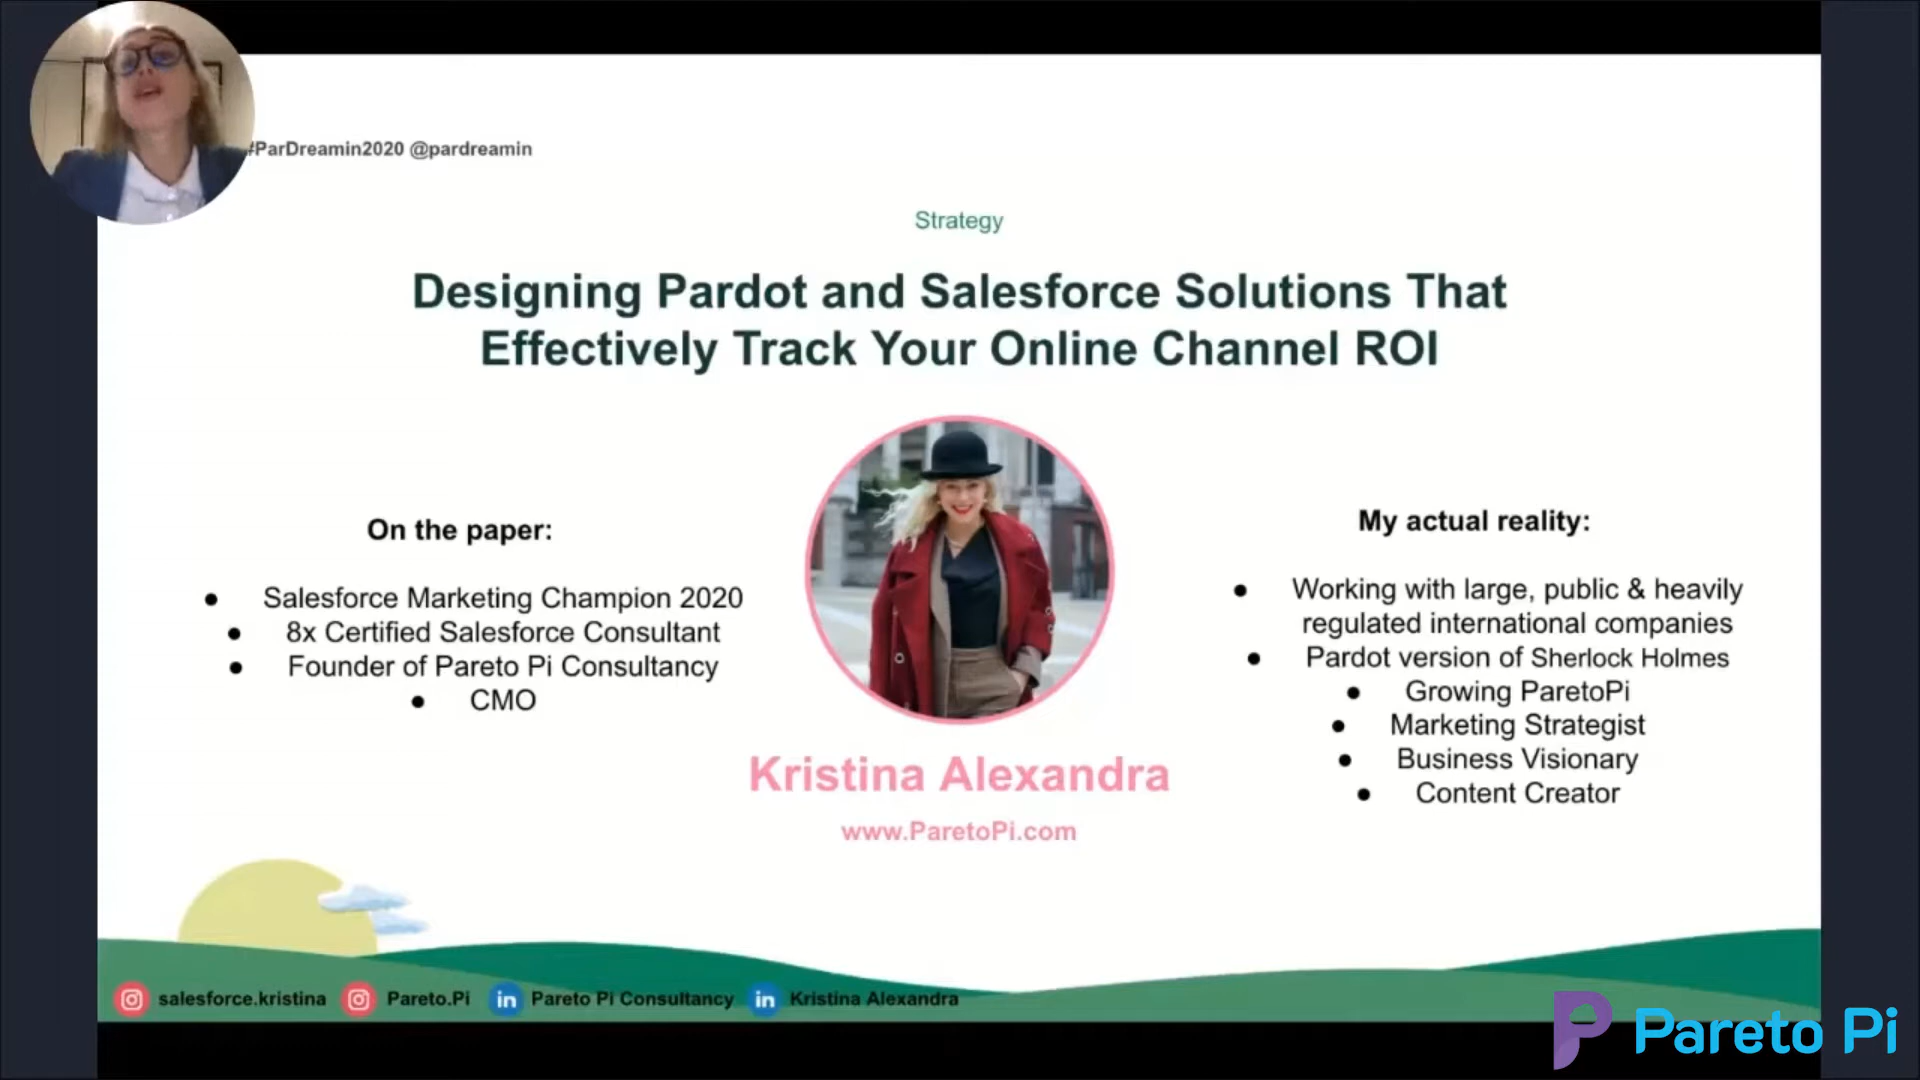 #ParDreamin2020 @pardreamin
Strategy
Designing Pardot and Salesforce Solutions That
Effectively Track Your Online Channel ROI
On the paper:
● Salesforce Marketing Champion 2020
● 8x Certified Salesforce Consultant
● Founder of Pareto Pi Consultancy
● CMO
My actual reality:
● Working with large, public & heavily
regulated international companies
● Pardot version of Sherlock Holmes
● Growing ParetoPi
● Marketing Strategist
● Business Visionary
● Content Creator
Kristina Alexandra
www.ParetoPi.com
salesforce.kristina Pareto.Pi in Pareto Pi Consultancy in Kristina Alexandra
Pareto Pi